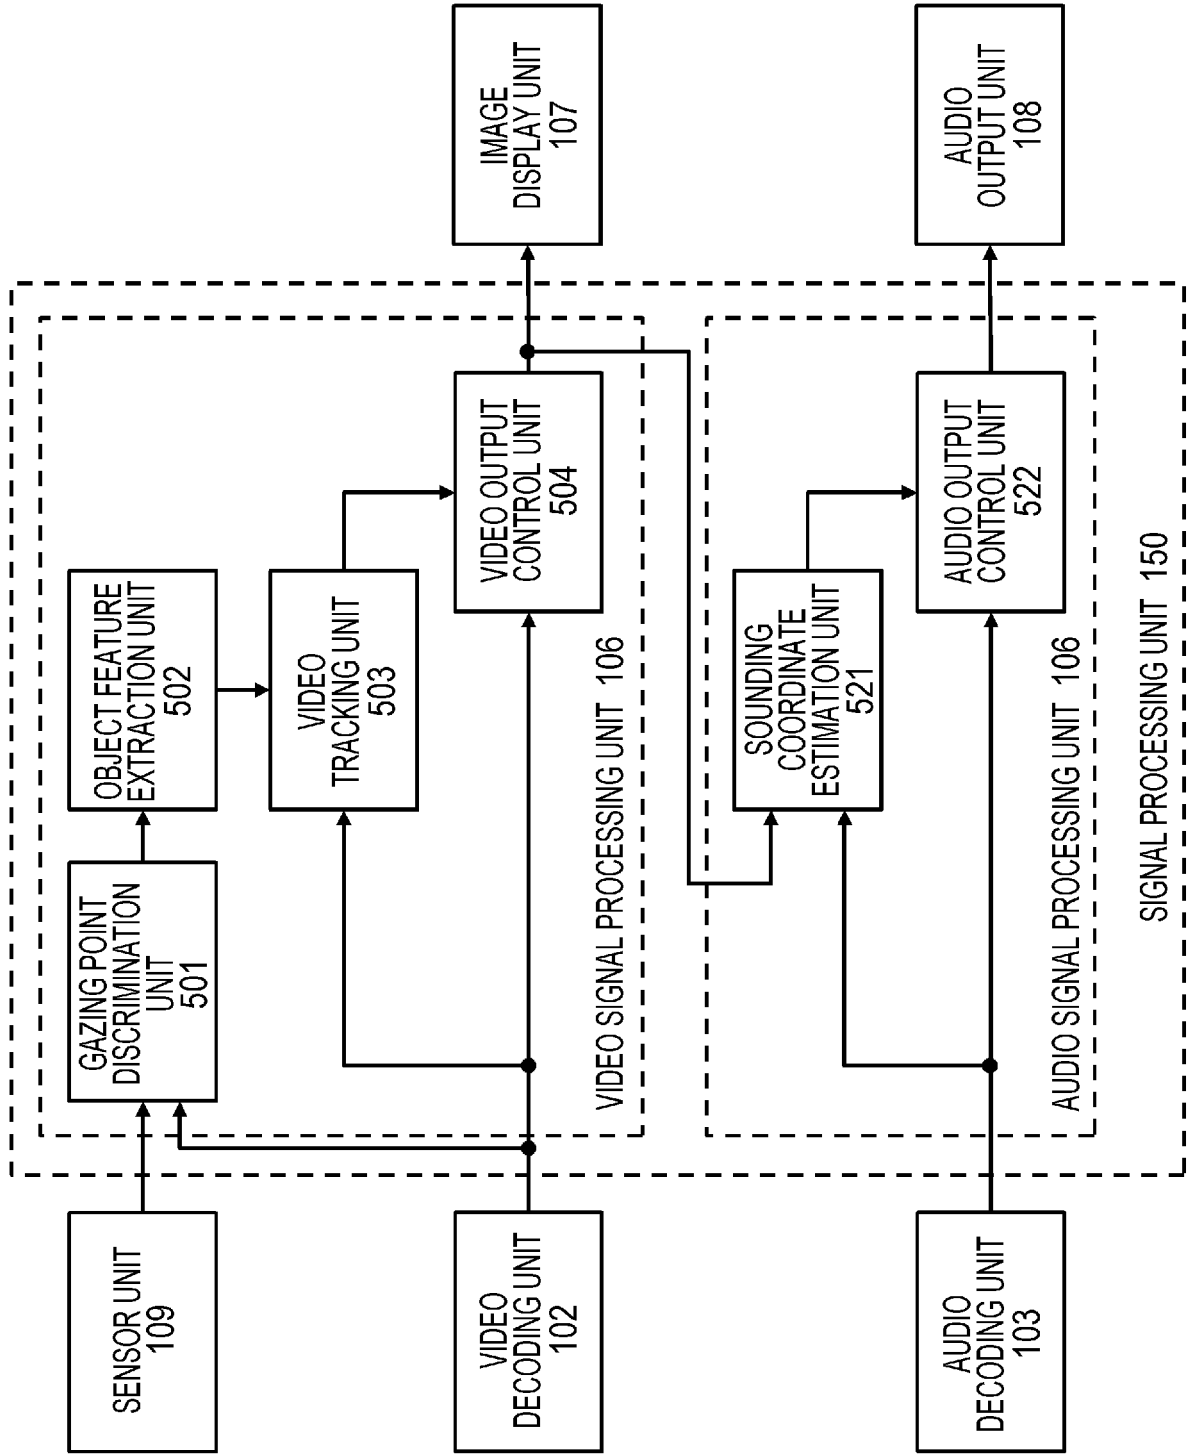 SENSOR UNIT
109
GAZING POINT
DISCRIMINATION
UNIT
501
OBJECT FEATURE
EXTRACTION UNIT
502
VIDEO
TRACKING UNIT
503
VIDEO
DECODING UNIT
102
VIDEO OUTPUT
CONTROL UNIT
504
IMAGE
DISPLAY UNIT
107
VIDEO SIGNAL PROCESSING UNIT 106
SOUNDING
COORDINATE
ESTIMATION UNIT
521
AUDIO
DECODING UNIT
103
AUDIO OUTPUT
CONTROL UNIT
522
AUDIO
OUTPUT UNIT
108
AUDIO SIGNAL PROCESSING UNIT 106
SIGNAL PROCESSING UNIT 150